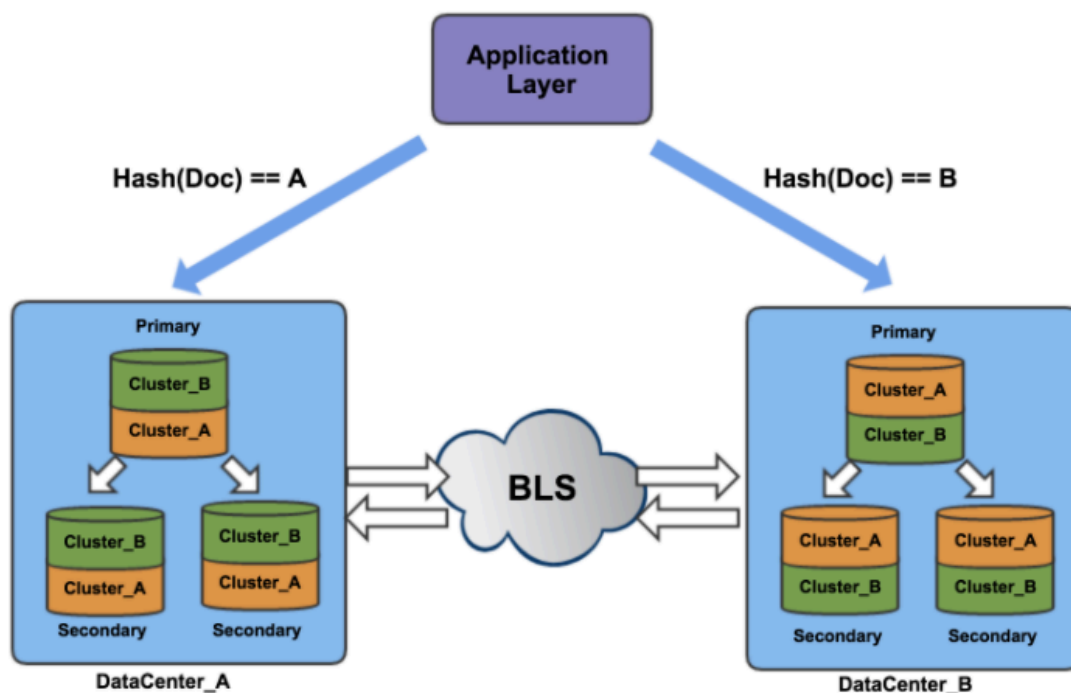 Application
Layer
Hash(Doc) == A
Hash(Doc) == B
Primary
Cluster_B
Cluster_A
Cluster_B
Cluster_A
Secondary
Cluster_B
Cluster_A
Secondary
DataCenter_A
BLS
Primary
Cluster_A
Cluster_B
Cluster_A
Cluster_B
Secondary
Cluster_A
Cluster_B
Secondary
DataCenter_B